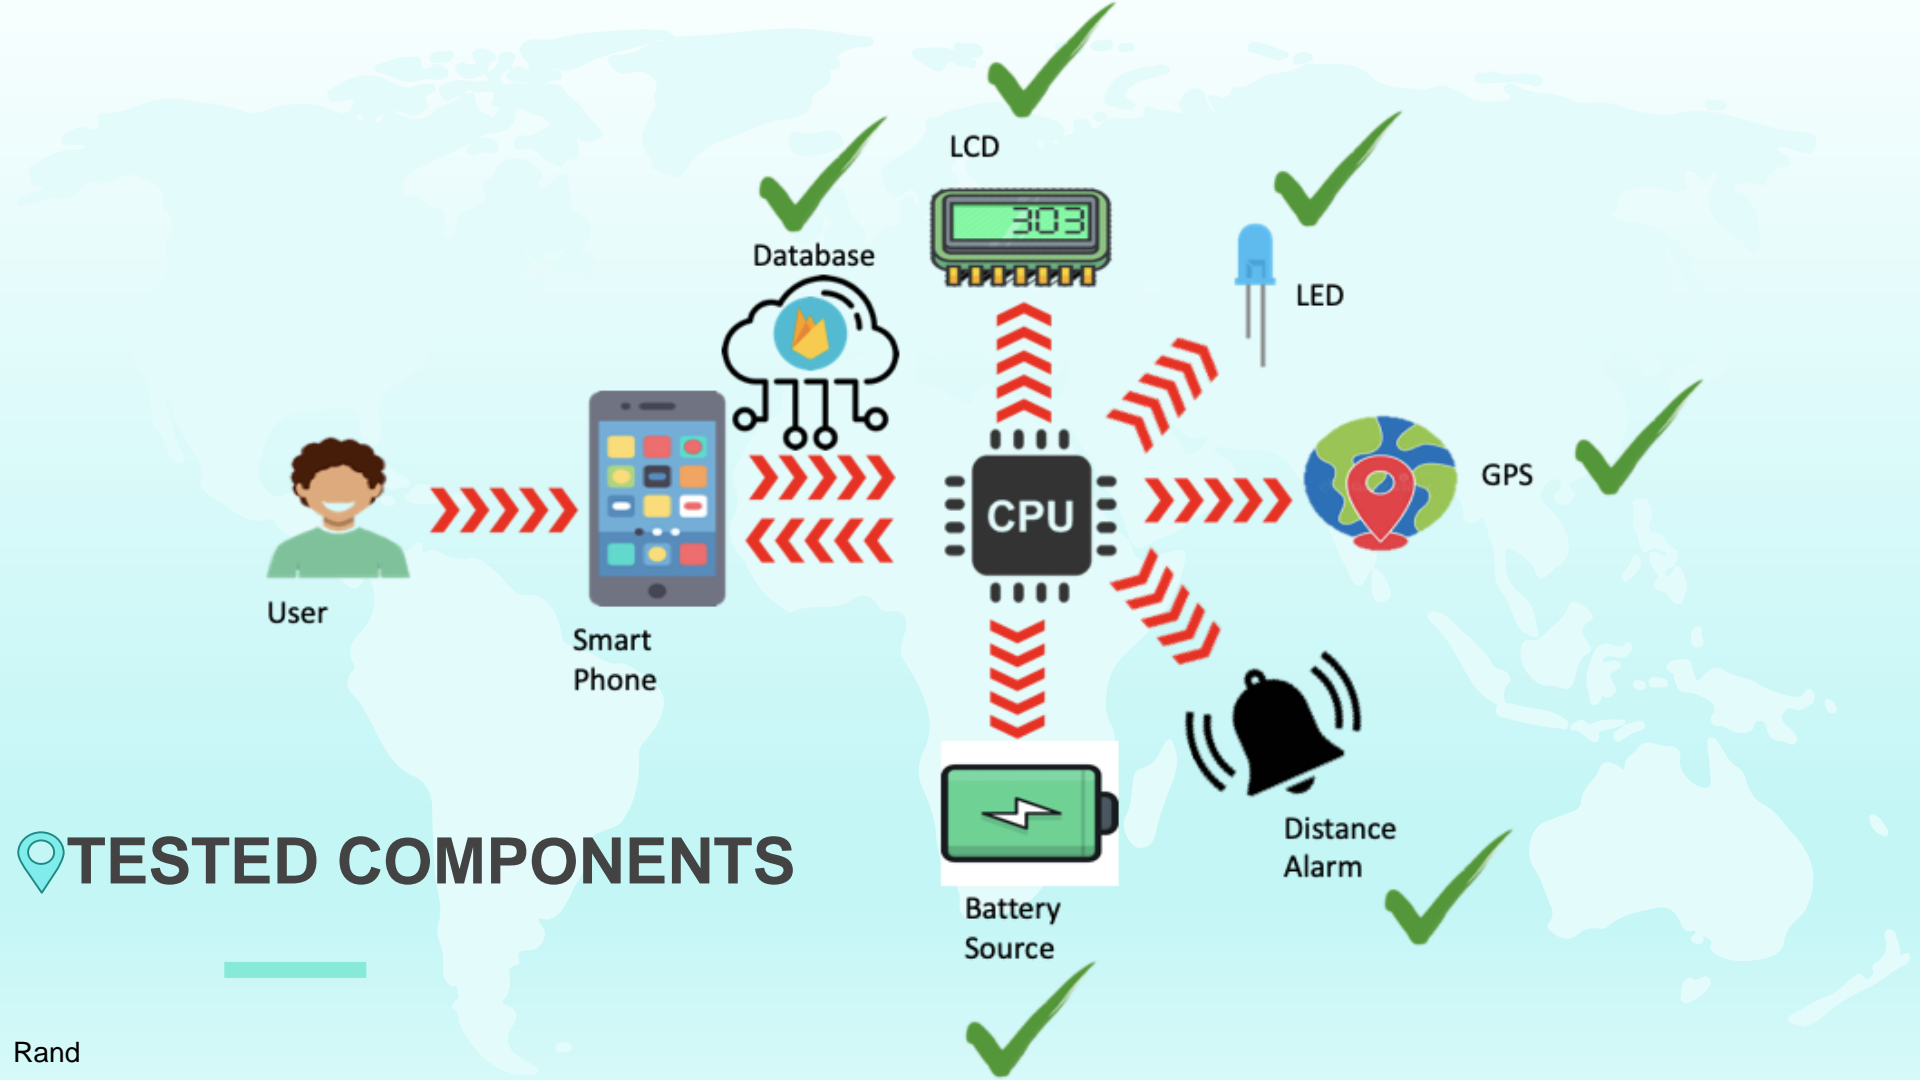 LCD
303
Database
LED
GPS
CPU
User
Smart
Phone
Distance
Alarm
TESTED COMPONENTS
Battery
Source
Rand